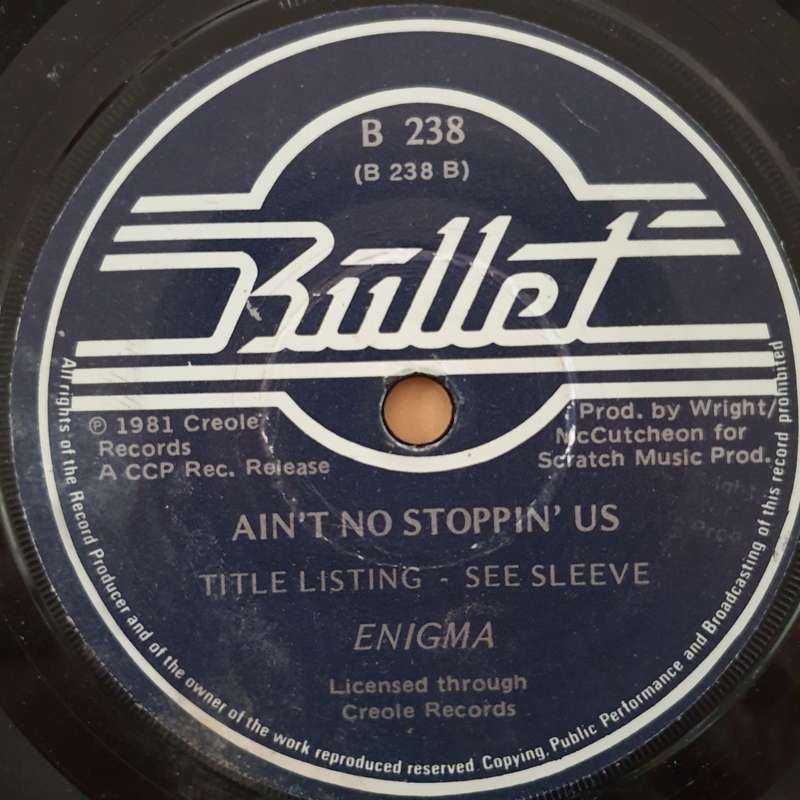 B 238
(B 238 B)
Bullet
℗ 1981 Creole
Records
A CCP Rec. Release
Prod. by Wright/
McCutcheon for
Scratch Music Prod.
AIN'T NO STOPPIN' US
TITLE LISTING - SEE SLEEVE
ENIGMA
Licensed through
Creole Records
All rights of the Record Producer and of the owner of the work reproduced reserved. Copying, Public Performance and Broadcasting of this record prohibited